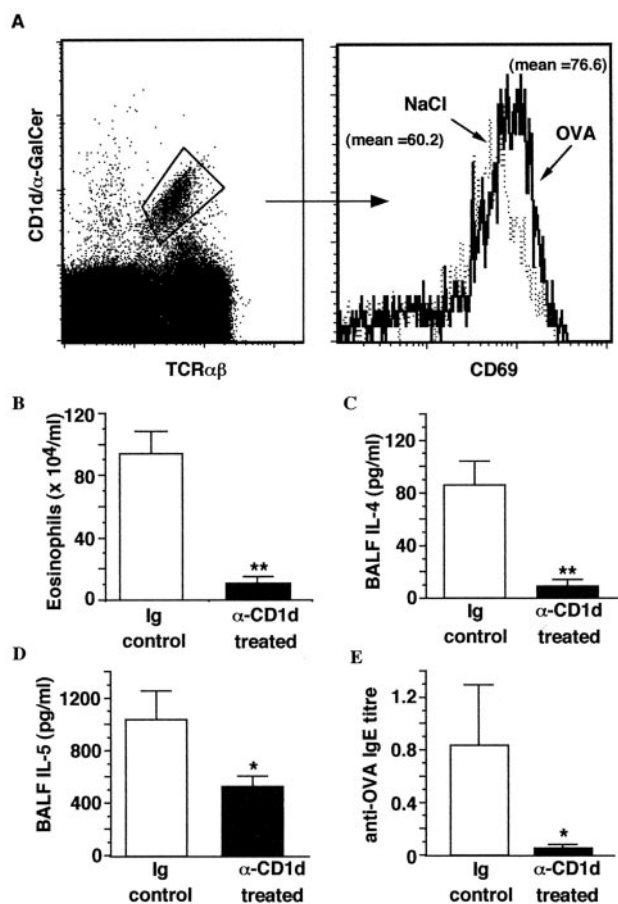 A
CD1d/α-GalCer
TCRαβ
(mean =76.6)
NaCl
(mean =60.2)
OVA
CD69
B
Eosinophils (x 10⁴/ml)
120
80
40
0
**
Ig
control
α-CD1d
treated
C
BALF IL-4 (pg/ml)
120
80
40
0
**
Ig
control
α-CD1d
treated
D
BALF IL-5 (pg/ml)
1200
800
400
0
*
Ig
control
α-CD1d
treated
E
anti-OVA IgE titre
1.2
0.8
0.4
0
*
Ig
control
α-CD1d
treated